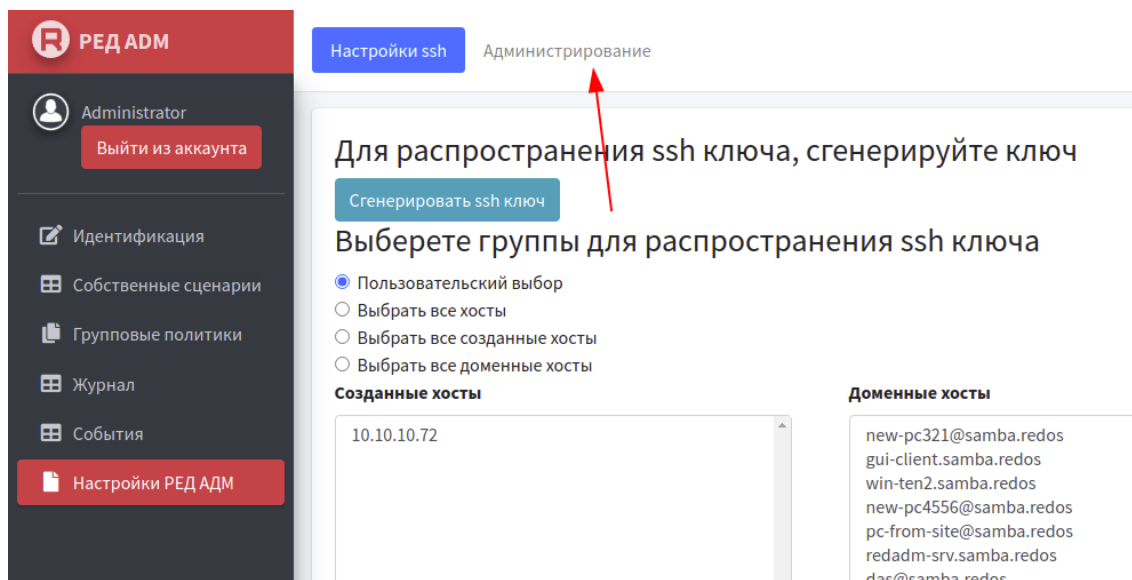 РЕД ADM
Настройки ssh
Администрирование
Administrator
Выйти из аккаунта
Идентификация
Собственные сценарии
Групповые политики
Журнал
События
Настройки РЕД АДМ
Для распространения ssh ключа, сгенерируйте ключ
Сгенерировать ssh ключ
Выберете группы для распространения ssh ключа
Пользовательский выбор
Выбрать все хосты
Выбрать все созданные хосты
Выбрать все доменные хосты
Созданные хосты
10.10.10.72
Доменные хосты
new-pc321@samba.redos
gui-client.samba.redos
win-ten2.samba.redos
new-pc4556@samba.redos
pc-from-site@samba.redos
redadm-srv.samba.redos
das@samba.redos